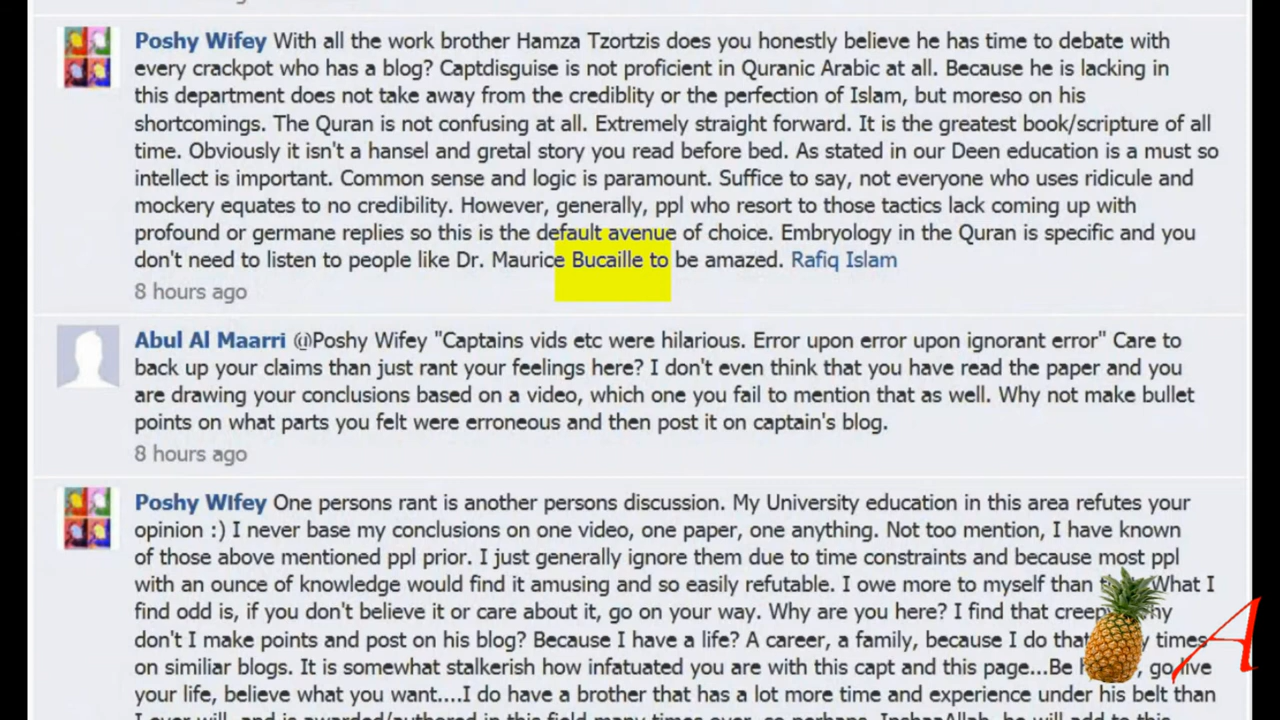 Poshy Wifey With all the work brother Hamza Tzortzis does you honestly believe he has time to debate with
every crackpot who has a blog? Captdisguise is not proficient in Quranic Arabic at all. Because he is lacking in
this department does not take away from the crediblity or the perfection of Islam, but moreso on his
shortcomings. The Quran is not confusing at all. Extremely straight forward. It is the greatest book/scripture of all
time. Obviously it isn't a hansel and gretal story you read before bed. As stated in our Deen education is a must so
intellect is important. Common sense and logic is paramount. Suffice to say, not everyone who uses ridicule and
mockery equates to no credibility. However, generally, ppl who resort to those tactics lack coming up with
profound or germane replies so this is the default avenue of choice. Embryology in the Quran is specific and you
don't need to listen to people like Dr. Maurice Bucaille to be amazed. Rafiq Islam
8 hours ago
Abul Al Maarri @Poshy Wifey "Captains vids etc were hilarious. Error upon error upon ignorant error" Care to
back up your claims than just rant your feelings here? I don't even think that you have read the paper and you
are drawing your conclusions based on a video, which one you fail to mention that as well. Why not make bullet
points on what parts you felt were erroneous and then post it on captain's blog.
8 hours ago
Poshy Wifey One persons rant is another persons discussion. My University education in this area refutes your
opinion :) I never base my conclusions on one video, one paper, one anything. Not too mention, I have known
of those above mentioned ppl prior. I just generally ignore them due to time constraints and because most ppl
with an ounce of knowledge would find it amusing and so easily refutable. I owe more to myself than What I
find odd is, if you don't believe it or care about it, go on your way. Why are you here? I find that
don't I make points and post on his blog? Because I have a life? A career, a family, because I do that times
on similiar blogs. It is somewhat stalkerish how infatuated you are with this capt and this page...Be go live
your life, believe what you want....I do have a brother that has a lot more time and experience under his belt than
I ever will, and is awarded/authored in this field many times over, so perhaps, InshaaAllah, he will add to this
A